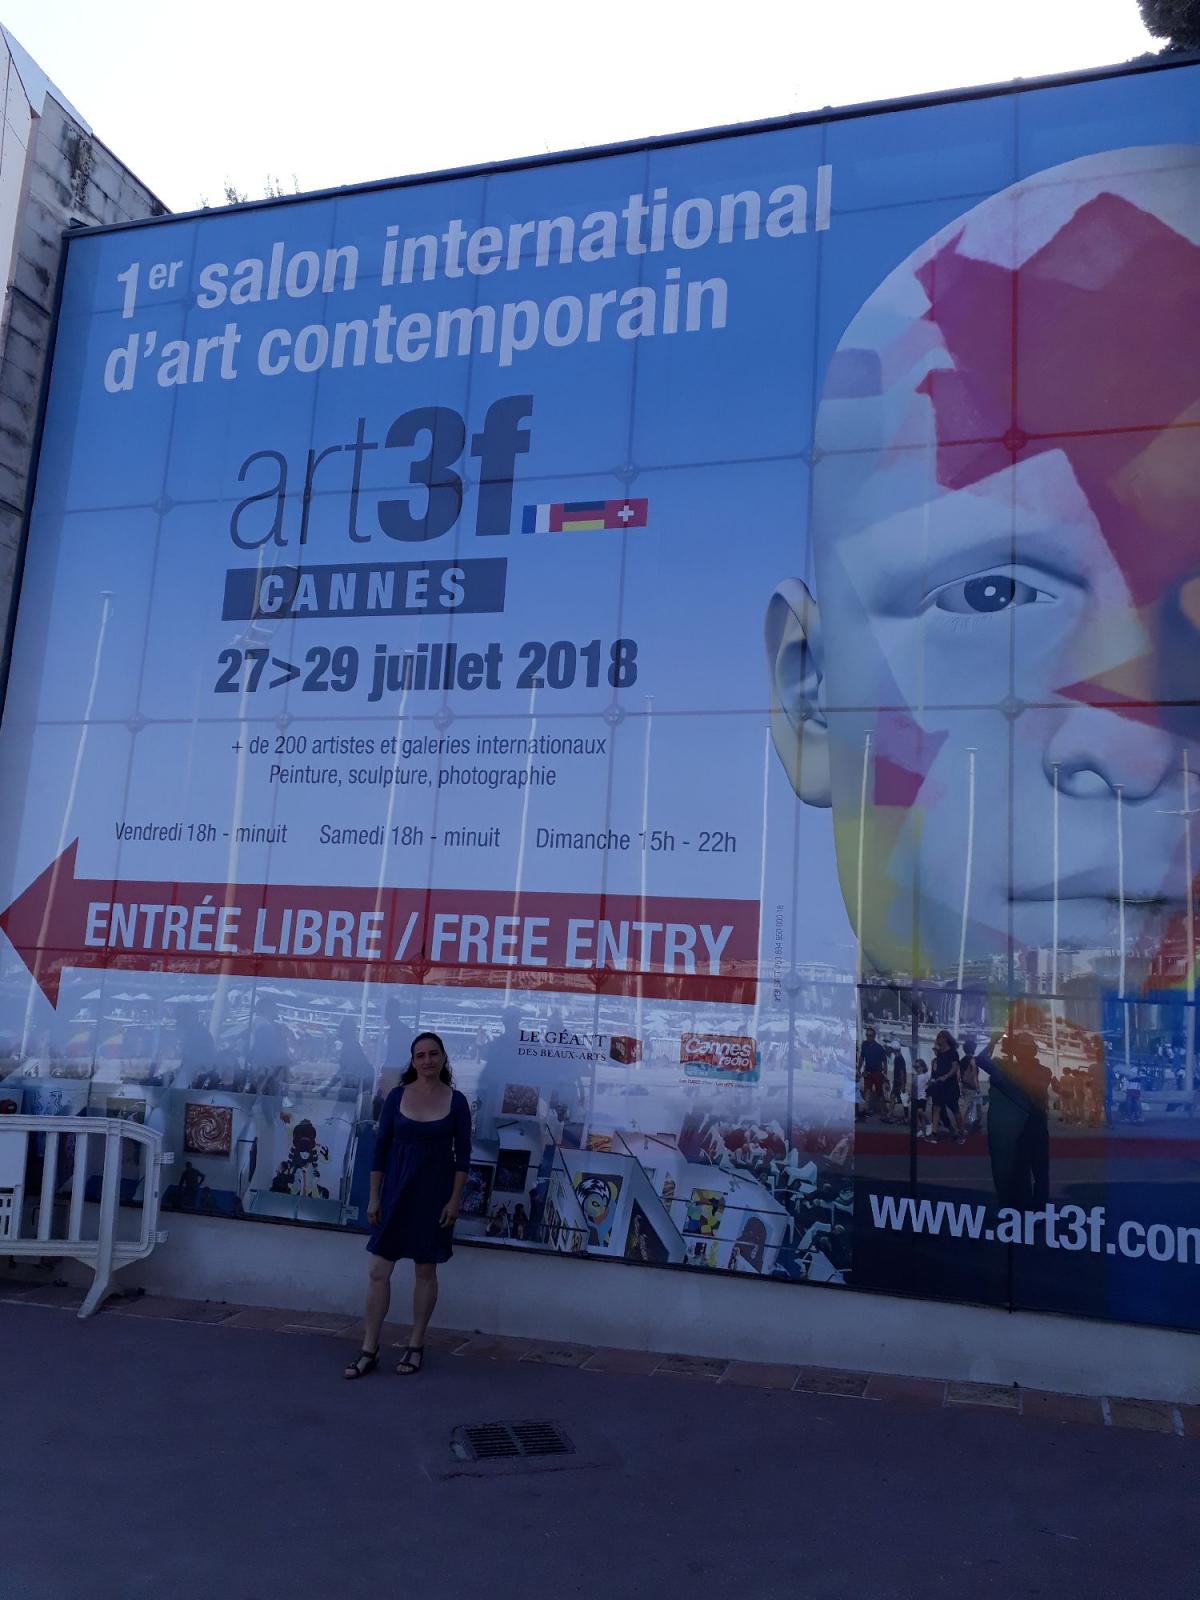 1er salon international
d'art contemporain
art3f
CANNES
27>29 juillet 2018
+ de 200 artistes et galeries internationaux
Peinture, sculpture, photographie
Vendredi 18h - minuit Samedi 18h - minuit Dimanche 15h - 22h
ENTRÉE LIBRE / FREE ENTRY
LE GÉANT
DES BEAUX-ARTS
Cannes
radio
www.art3f.com